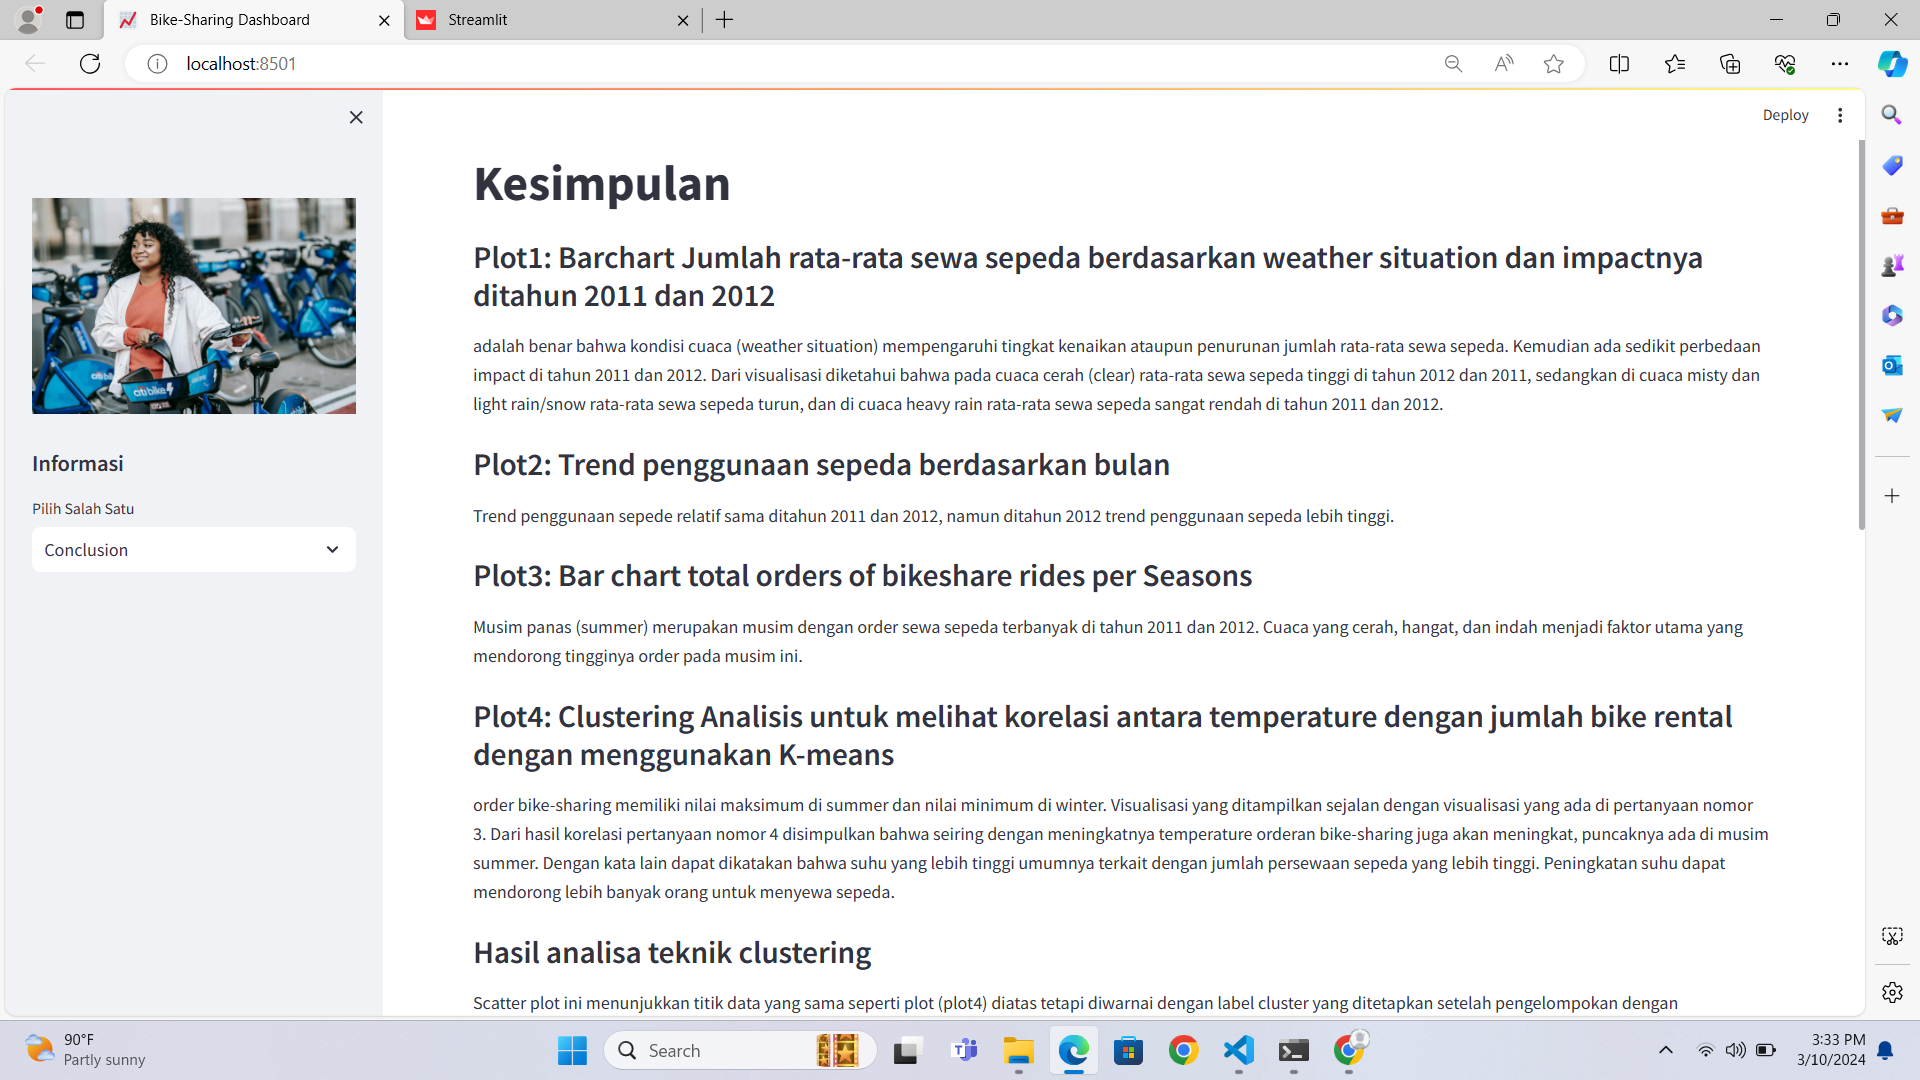 Bike-Sharing Dashboard
Streamlit
localhost:8501
Deploy
citibike
Informasi
Pilih Salah Satu
Conclusion
Kesimpulan
Plot1: Barchart Jumlah rata-rata sewa sepeda berdasarkan weather situation dan impactnya
ditahun 2011 dan 2012
adalah benar bahwa kondisi cuaca (weather situation) mempengaruhi tingkat kenaikan ataupun penurunan jumlah rata-rata sewa sepeda. Kemudian ada sedikit perbedaan
impact di tahun 2011 dan 2012. Dari visualisasi diketahui bahwa pada cuaca cerah (clear) rata-rata sewa sepeda tinggi di tahun 2012 dan 2011, sedangkan di cuaca misty dan
light rain/snow rata-rata sewa sepeda turun, dan di cuaca heavy rain rata-rata sewa sepeda sangat rendah di tahun 2011 dan 2012.
Plot2: Trend penggunaan sepeda berdasarkan bulan
Trend penggunaan sepede relatif sama ditahun 2011 dan 2012, namun ditahun 2012 trend penggunaan sepeda lebih tinggi.
Plot3: Bar chart total orders of bikeshare rides per Seasons
Musim panas (summer) merupakan musim dengan order sewa sepeda terbanyak di tahun 2011 dan 2012. Cuaca yang cerah, hangat, dan indah menjadi faktor utama yang
mendorong tingginya order pada musim ini.
Plot4: Clustering Analisis untuk melihat korelasi antara temperature dengan jumlah bike rental
dengan menggunakan K-means
order bike-sharing memiliki nilai maksimum di summer dan nilai minimum di winter. Visualisasi yang ditampilkan sejalan dengan visualisasi yang ada di pertanyaan nomor
3. Dari hasil korelasi pertanyaan nomor 4 disimpulkan bahwa seiring dengan meningkatnya temperature orderan bike-sharing juga akan meningkat, puncaknya ada di musim
summer. Dengan kata lain dapat dikatakan bahwa suhu yang lebih tinggi umumnya terkait dengan jumlah persewaan sepeda yang lebih tinggi. Peningkatan suhu dapat
mendorong lebih banyak orang untuk menyewa sepeda.
Hasil analisa teknik clustering
Scatter plot ini menunjukkan titik data yang sama seperti plot (plot4) diatas tetapi diwarnai dengan label cluster yang ditetapkan setelah pengelompokan dengan
90°F
Partly sunny
Search
3:33 PM
3/10/2024